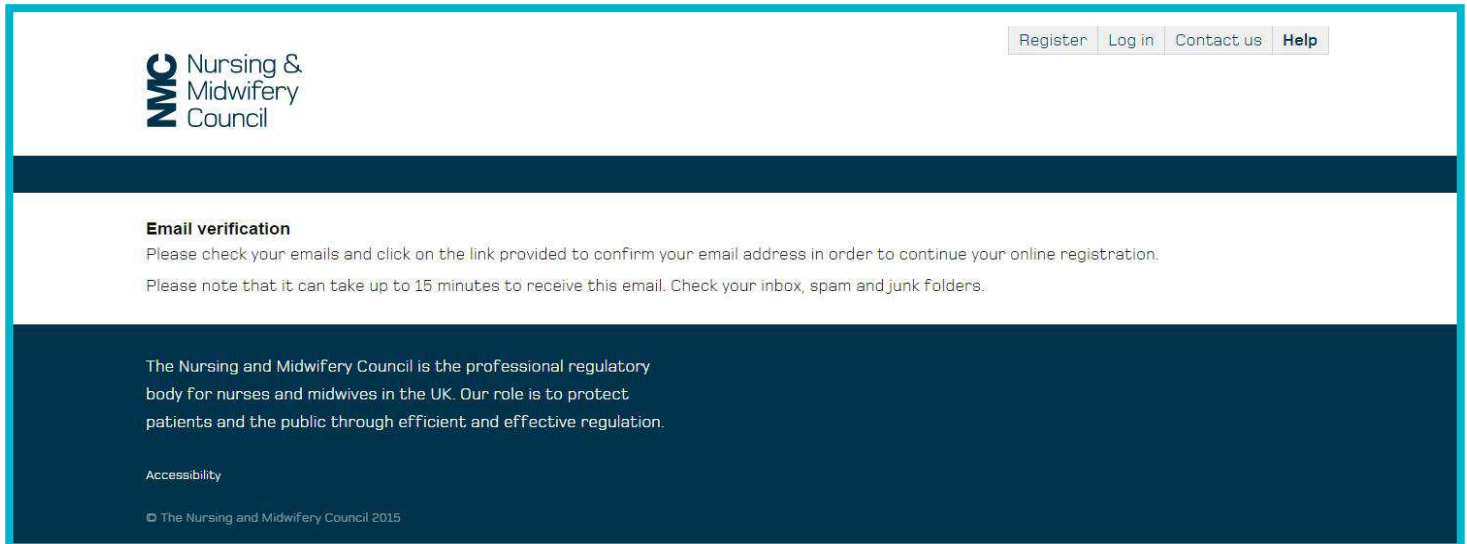 Register Log in Contact us Help
NMC Nursing &
Midwifery
Council
Email verification
Please check your emails and click on the link provided to confirm your email address in order to continue your online registration.
Please note that it can take up to 15 minutes to receive this email. Check your inbox, spam and junk folders.
The Nursing and Midwifery Council is the professional regulatory
body for nurses and midwives in the UK. Our role is to protect
patients and the public through efficient and effective regulation.
Accessibility
© The Nursing and Midwifery Council 2015